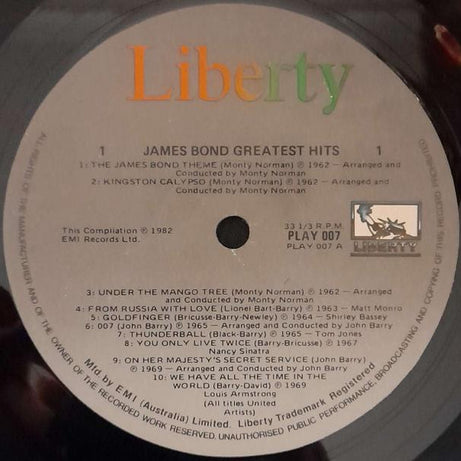 Liberty
1 JAMES BOND GREATEST HITS 1
1: THE JAMES BOND THEME (Monty Norman) ℗ 1962 — Arranged and
Conducted by Monty Norman
2: KINGSTON CALYPSO (Monty Norman) ℗ 1962 — Arranged and
Conducted by Monty Norman
This Compilation ℗ 1982
EMI Records Ltd.
33 1/3 R.P.M.
PLAY 007
PLAY 007 A
LIBERTY
3: UNDER THE MANGO TREE (Monty Norman) ℗ 1962 — Arranged
and Conducted by Monty Norman
4: FROM RUSSIA WITH LOVE (Lionel Bart-Barry) ℗ 1963 — Matt Monro
5: GOLDFINGER (Bricusse-Barry-Newley) ℗ 1964 — Shirley Bassey
6: 007 (John Barry) ℗ 1965 — Arranged and Conducted by John Barry
7: THUNDERBALL (Black-Barry) ℗ 1965 — Tom Jones
8: YOU ONLY LIVE TWICE (Barry-Bricusse) ℗ 1967
Nancy Sinatra
9: ON HER MAJESTY'S SECRET SERVICE (John Barry)
℗ 1969 — Arranged and Conducted by John Barry
10: WE HAVE ALL THE TIME IN THE
WORLD (Barry-David) ℗ 1969
Louis Armstrong
(All titles United
Artists)
Mfd by EMI (Australia) Limited. Liberty Trademark Registered
ALL RIGHTS OF THE MANUFACTURER AND OF THE OWNER OF THE RECORDED WORK RESERVED. UNAUTHORISED PUBLIC PERFORMANCE, BROADCASTING AND COPYING OF THIS RECORD PROHIBITED